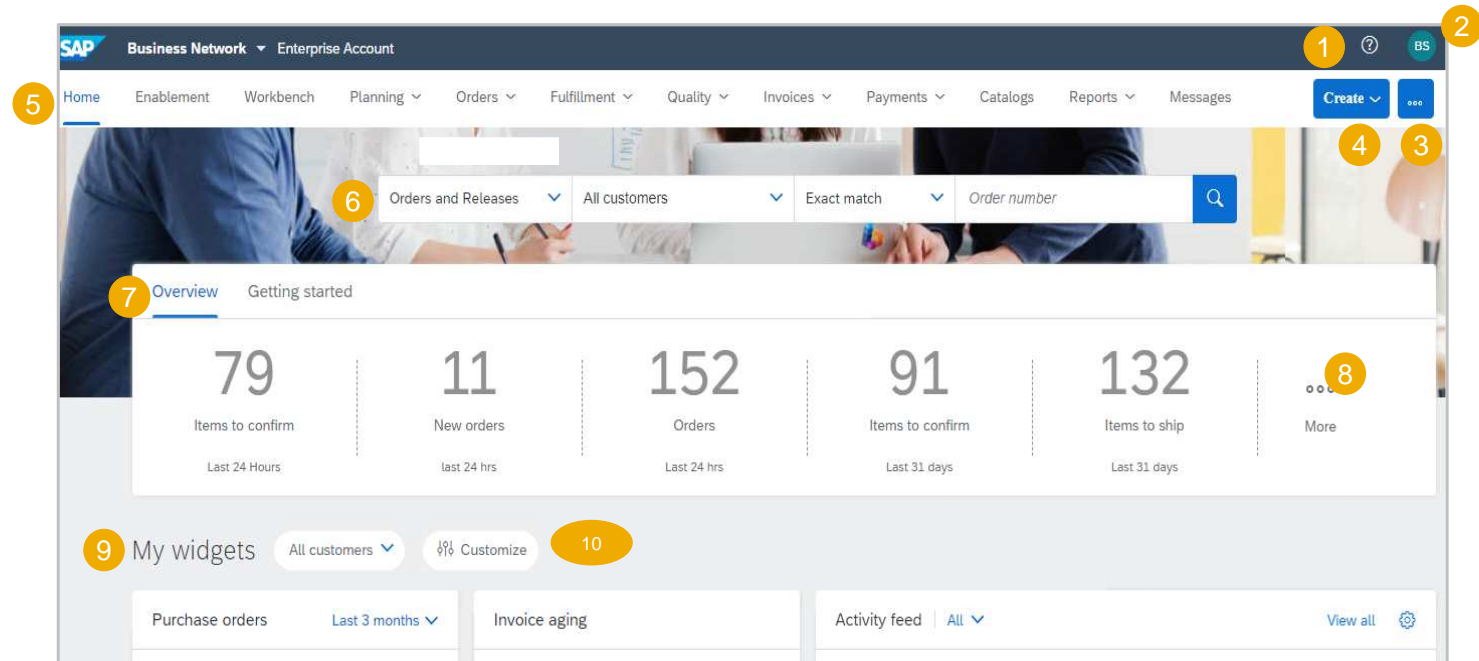 2
SAP Business Network Enterprise Account 1 BS
5 Home Enablement Workbench Planning Orders Fulfillment Quality Invoices Payments Catalogs Reports Messages Create
4 3
6 Orders and Releases All customers Exact match Order number
7 Overview Getting started
79 11 152 91 132 8
Items to confirm New orders Orders Items to confirm Items to ship More
Last 24 Hours last 24 hrs Last 24 hrs Last 31 days Last 31 days
9 My widgets All customers Customize 10
Purchase orders Last 3 months Invoice aging Activity feed All View all